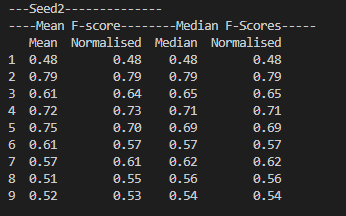 ---Seed2--------------
----Mean F-score--------Median F-Scores-----
Mean Normalised Median Normalised
1 0.48 0.48 0.48 0.48
2 0.79 0.79 0.79 0.79
3 0.61 0.64 0.65 0.65
4 0.72 0.73 0.71 0.71
5 0.75 0.70 0.69 0.69
6 0.61 0.57 0.57 0.57
7 0.57 0.61 0.62 0.62
8 0.51 0.55 0.56 0.56
9 0.52 0.53 0.54 0.54